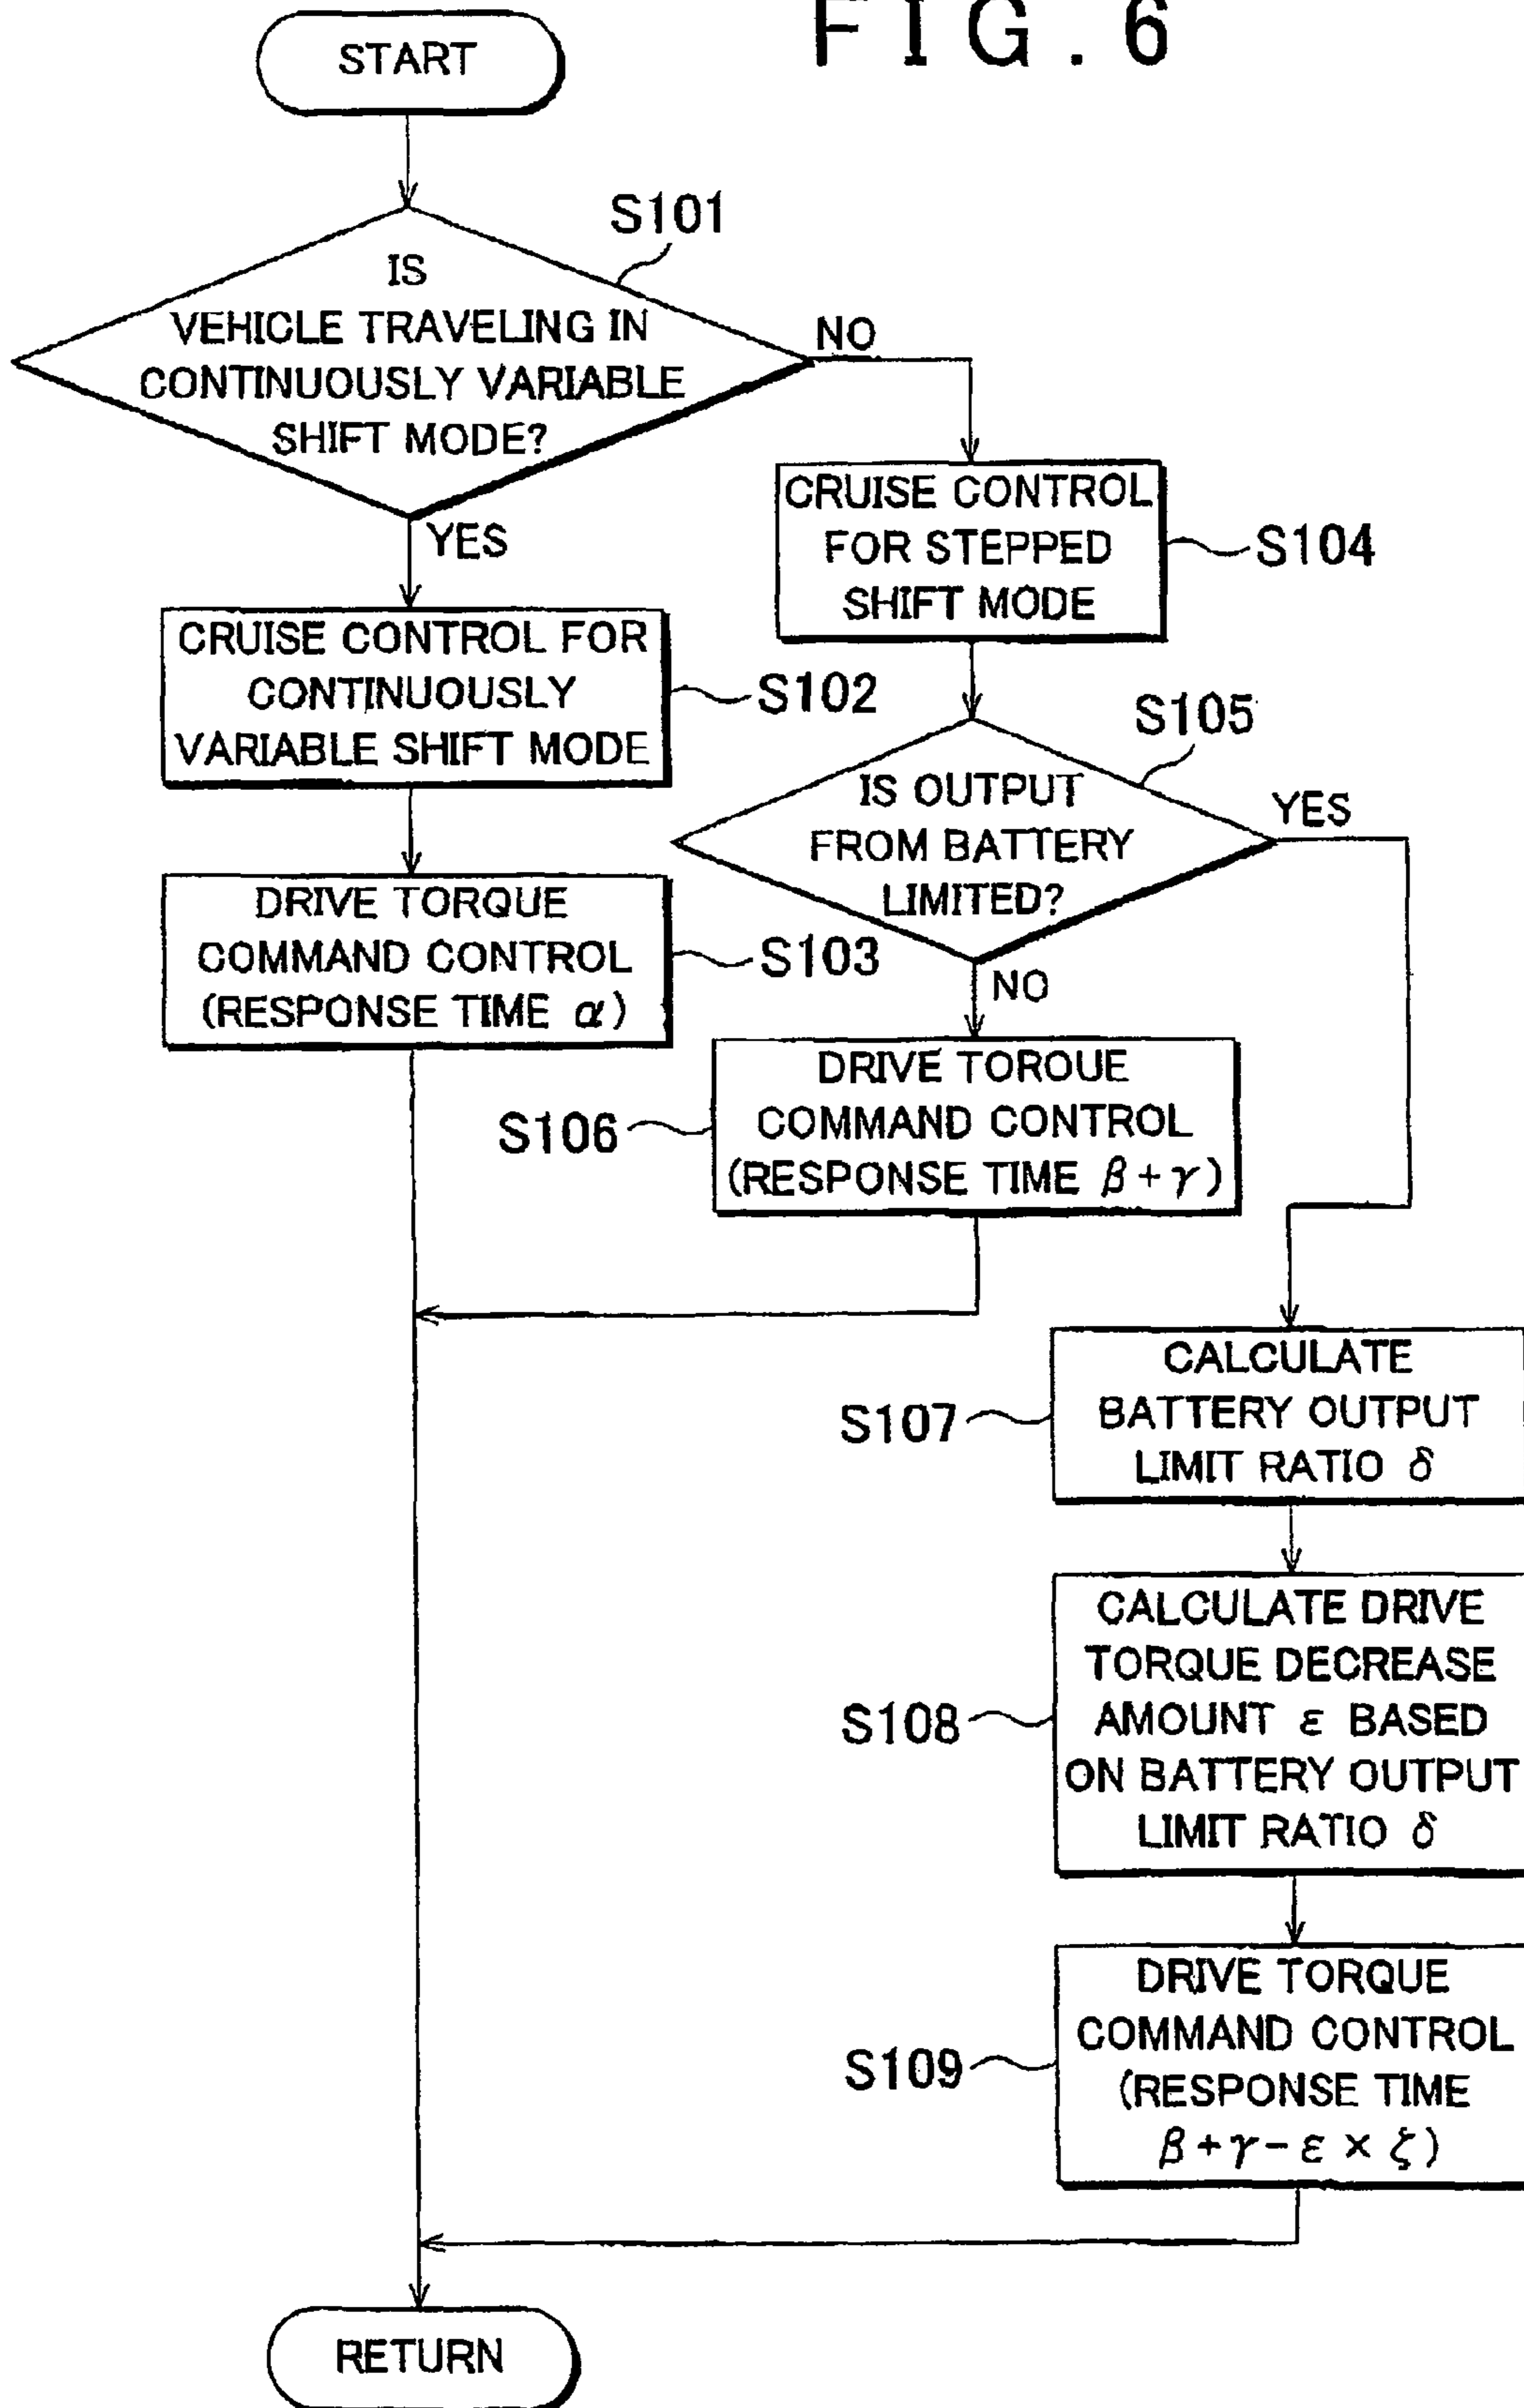 FIG. 6
START
S101
IS
VEHICLE TRAVELING IN
CONTINUOUSLY VARIABLE
SHIFT MODE?
NO
YES
CRUISE CONTROL
FOR STEPPED
SHIFT MODE
S104
CRUISE CONTROL FOR
CONTINUOUSLY
VARIABLE SHIFT MODE
S102
S105
IS OUTPUT
FROM BATTERY
LIMITED?
YES
NO
DRIVE TORQUE
COMMAND CONTROL
(RESPONSE TIME α)
S103
DRIVE TOROUE
COMMAND CONTROL
(RESPONSE TIME β+γ)
S106
CALCULATE
BATTERY OUTPUT
LIMIT RATIO δ
S107
CALCULATE DRIVE
TORQUE DECREASE
AMOUNT ε BASED
ON BATTERY OUTPUT
LIMIT RATIO δ
S108
DRIVE TORQUE
COMMAND CONTROL
(RESPONSE TIME
β+γ-ε×ζ)
S109
RETURN